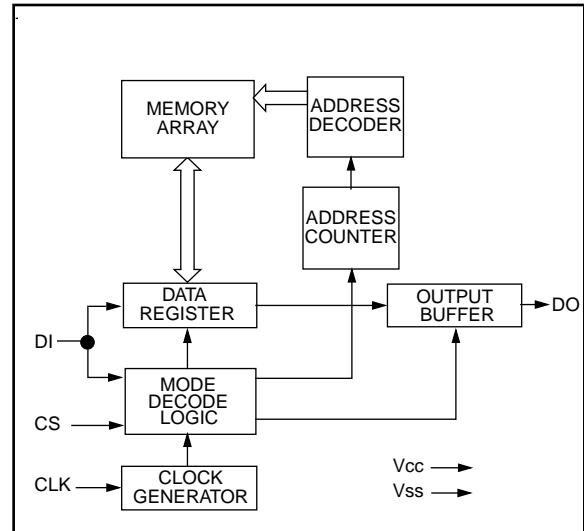 MEMORY
ARRAY
ADDRESS
DECODER
ADDRESS
COUNTER
DATA
REGISTER
OUTPUT
BUFFER
DO
DI
MODE
DECODE
LOGIC
CS
CLK
CLOCK
GENERATOR
Vcc
Vss